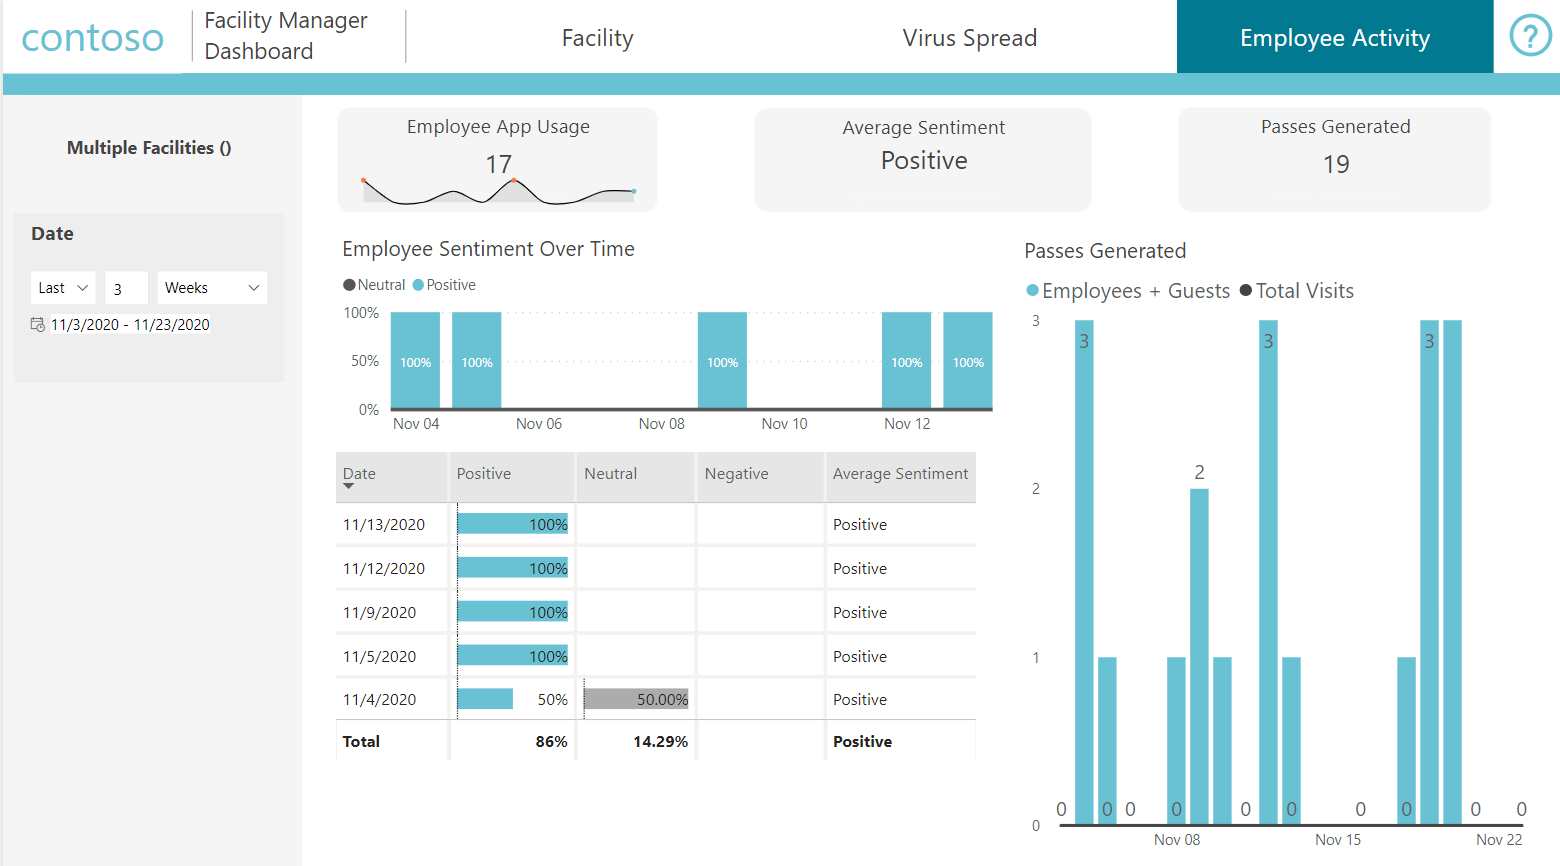 contoso
Facility Manager
Dashboard
Facility
Virus Spread
Employee Activity
?
Multiple Facilities ()
Date
Last 3 Weeks
11/3/2020 - 11/23/2020
Employee App Usage
17
Average Sentiment
Positive
Passes Generated
19
Employee Sentiment Over Time
Neutral Positive
100%
50%
0%
100% 100% 100% 100% 100%
Nov 04 Nov 06 Nov 08 Nov 10 Nov 12
Date Positive Neutral Negative Average Sentiment
11/13/2020 100% Positive
11/12/2020 100% Positive
11/9/2020 100% Positive
11/5/2020 100% Positive
11/4/2020 50% 50.00% Positive
Total 86% 14.29% Positive
Passes Generated
Employees + Guests Total Visits
3
2
1
0
3 3 3
2
0 0 0 0 0 0 0 0 0 0
Nov 08 Nov 15 Nov 22